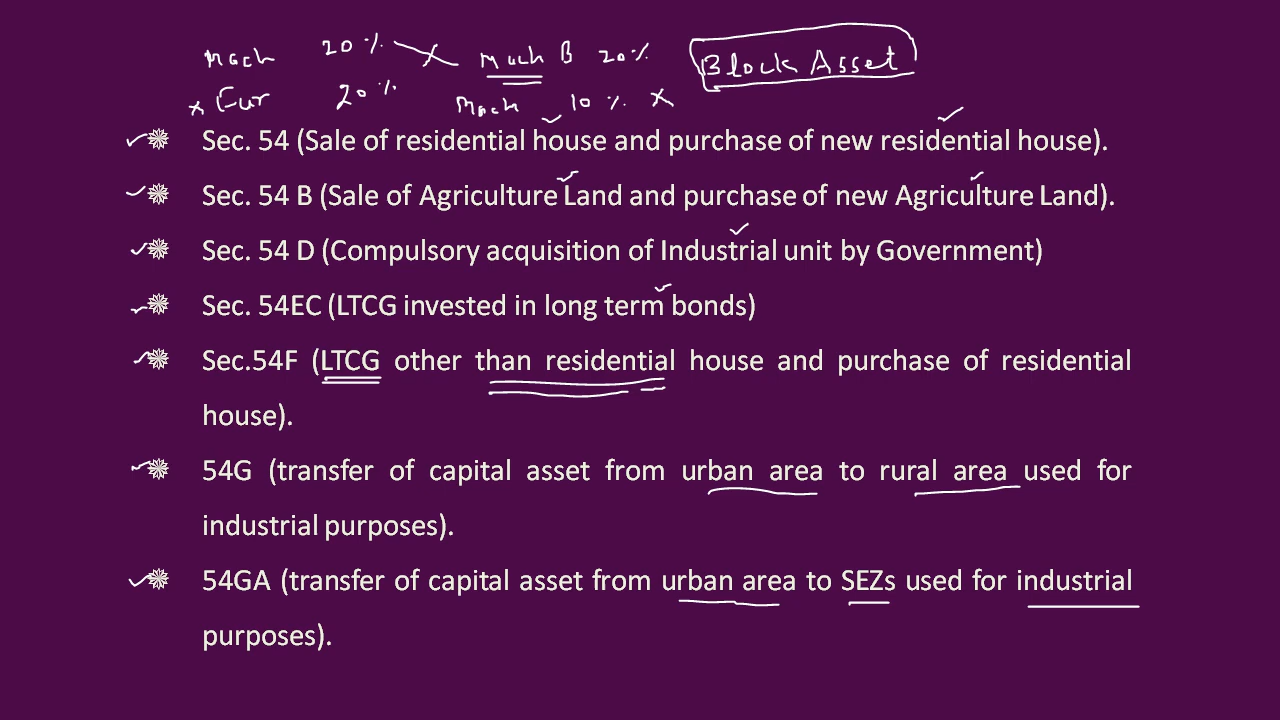 Mach 20% Mach B 20% Block Asset
x Fur 20% Mach 10% x
Sec. 54 (Sale of residential house and purchase of new residential house).
Sec. 54 B (Sale of Agriculture Land and purchase of new Agriculture Land).
Sec. 54 D (Compulsory acquisition of Industrial unit by Government)
Sec. 54EC (LTCG invested in long term bonds)
Sec.54F (LTCG other than residential house and purchase of residential
house).
54G (transfer of capital asset from urban area to rural area used for
industrial purposes).
54GA (transfer of capital asset from urban area to SEZs used for industrial
purposes).